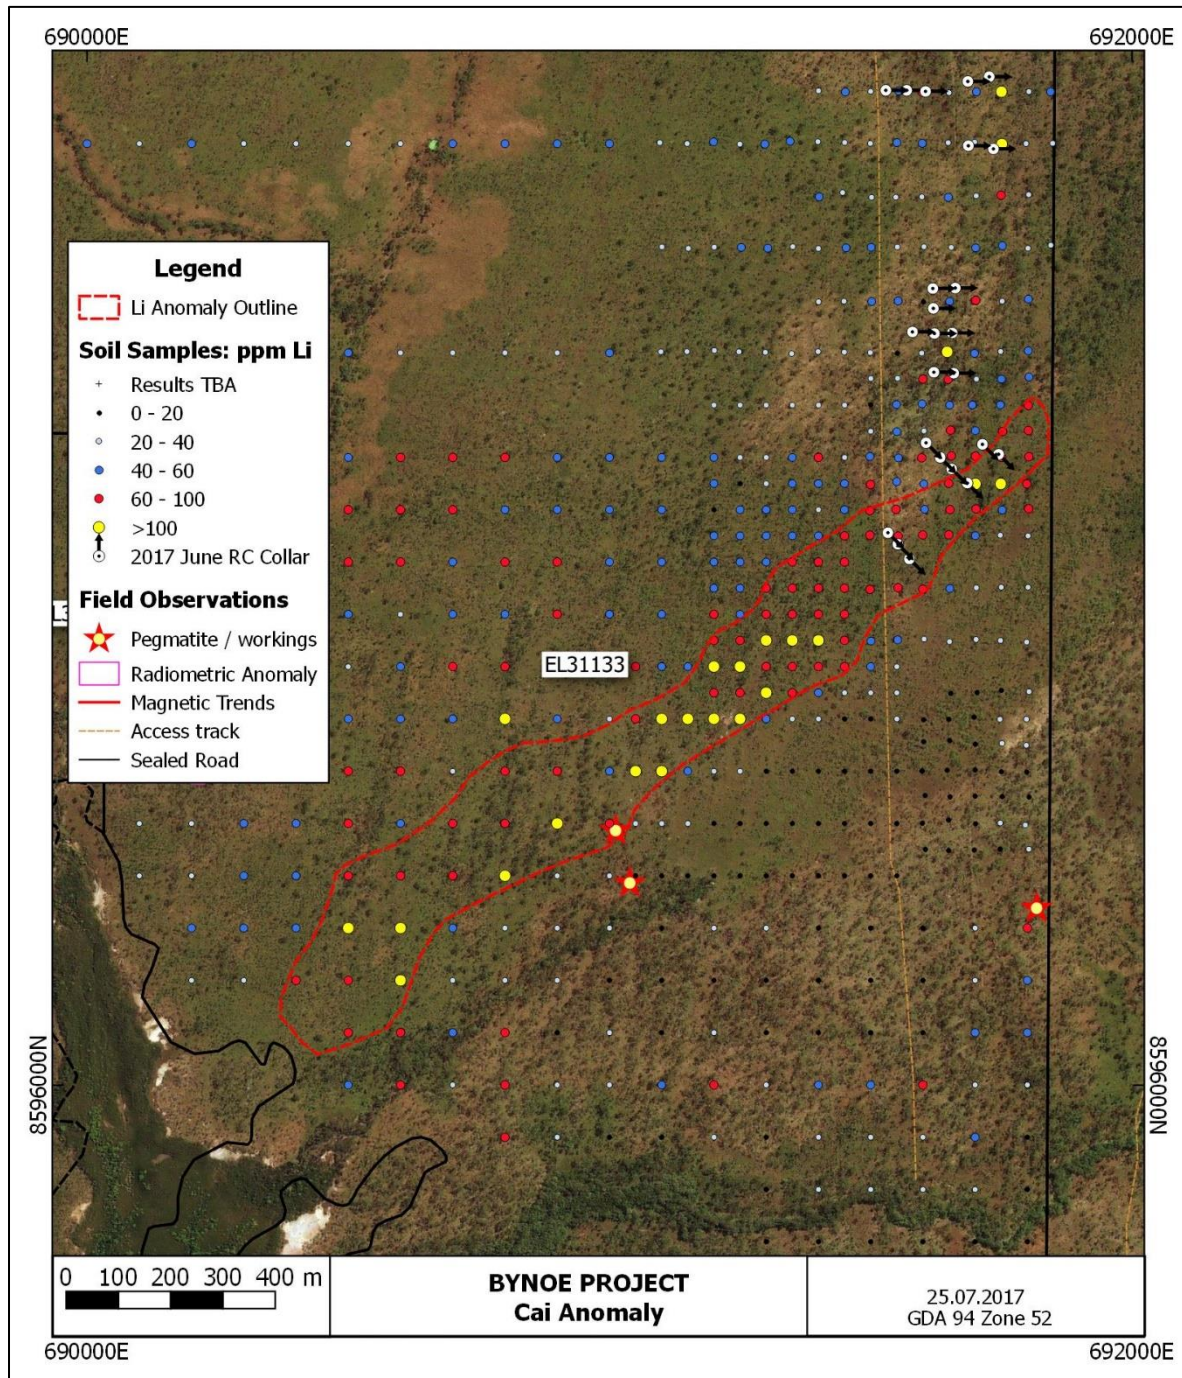 690000E
692000E
Legend
Li Anomaly Outline
Soil Samples: ppm Li
Results TBA
0 - 20
20 - 40
40 - 60
60 - 100
>100
2017 June RC Collar
Field Observations
Pegmatite / workings
Radiometric Anomaly
Magnetic Trends
Access track
Sealed Road
EL31133
8596000N
8596000N
0 100 200 300 400 m
BYNOE PROJECT
Cai Anomaly
25.07.2017
GDA 94 Zone 52
690000E
692000E